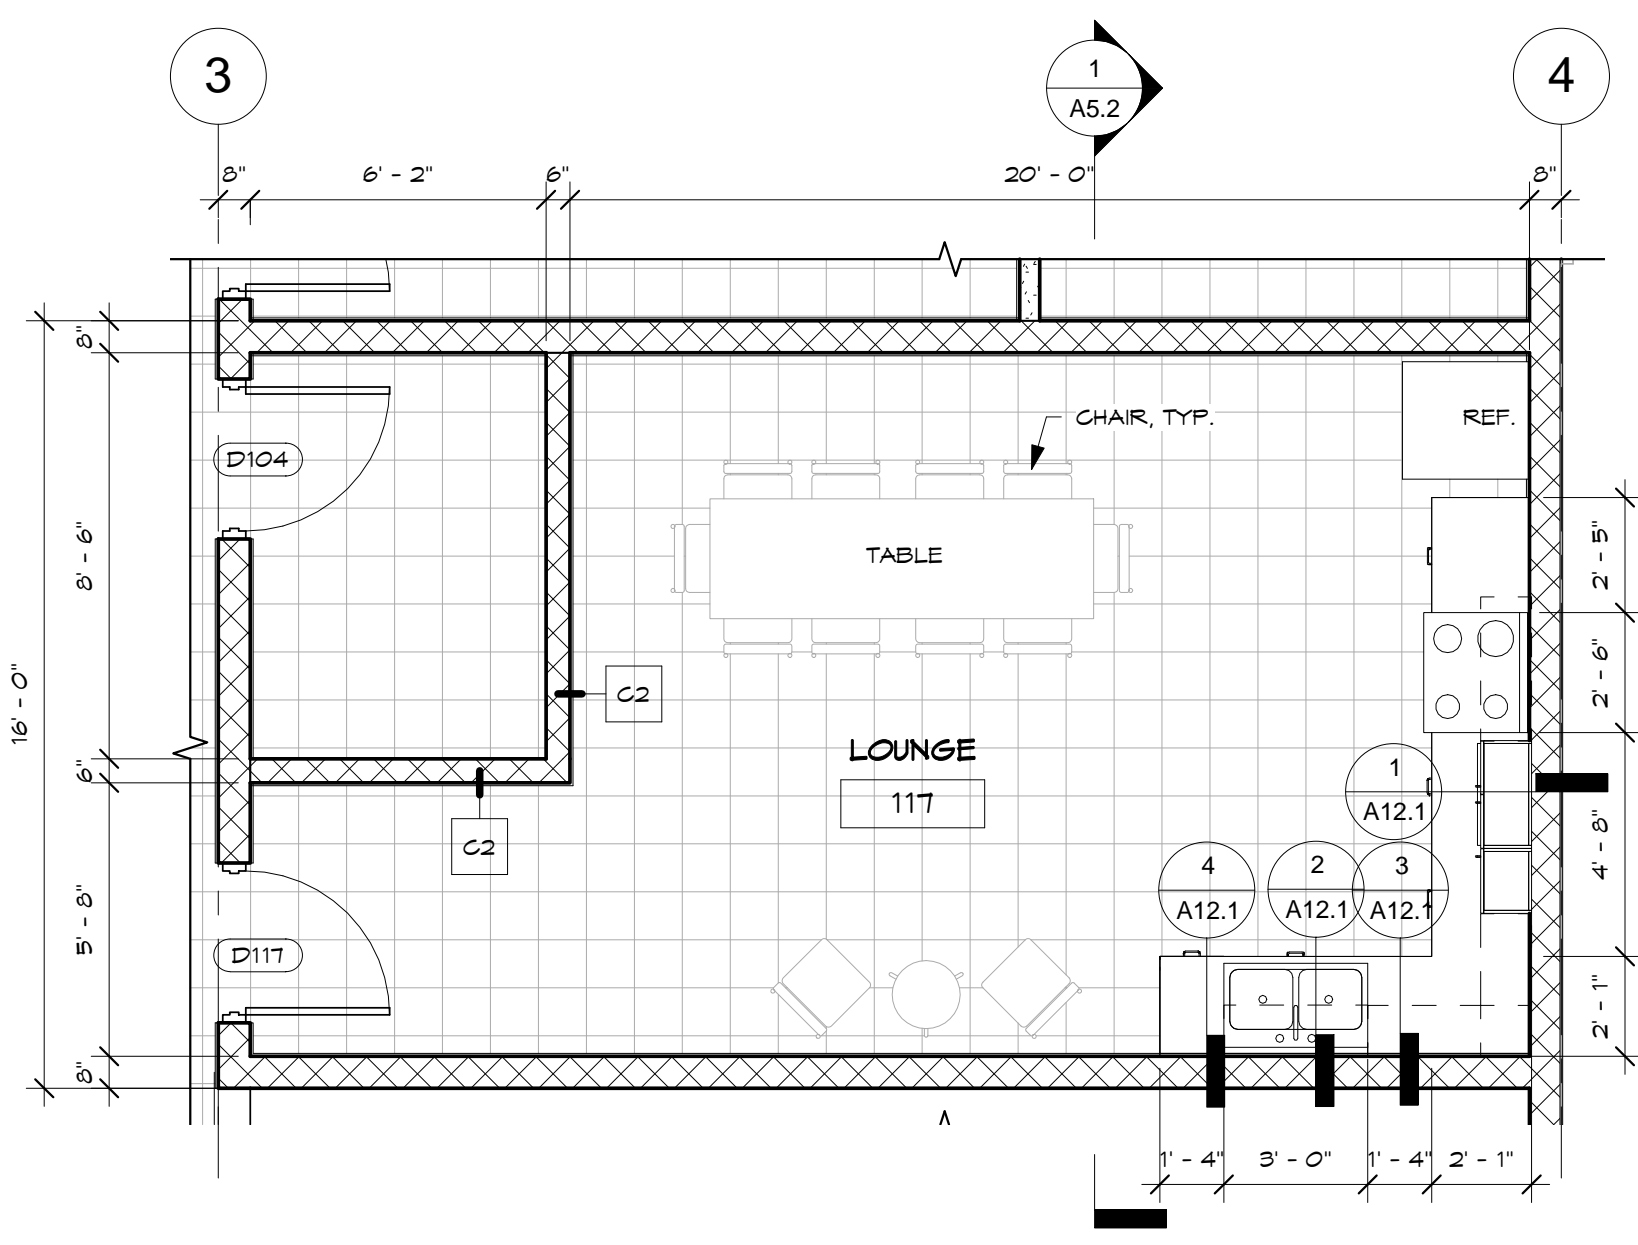 3
1
A5.2
4
8"
6' - 2"
6"
20' - 0"
8"
8"
CHAIR, TYP.
REF.
D104
8' - 6"
TABLE
2' - 5"
2' - 6"
C2
16' - 0"
LOUNGE
117
6"
1
A12.1
C2
4' - 8"
4
A12.1
2
A12.1
3
A12.1
5' - 8"
D117
2' - 1"
8"
1' - 4"
3' - 0"
1' - 4"
2' - 1"